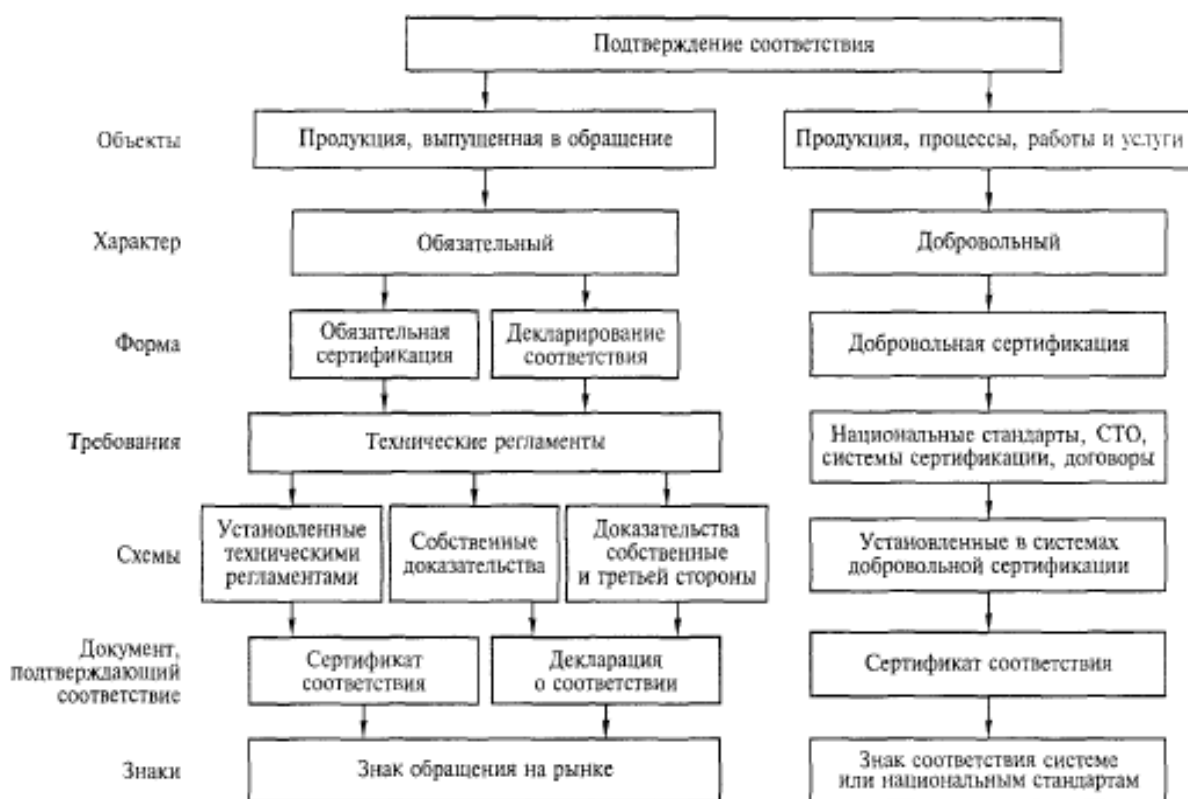 Подтверждение соответствия
Объекты
Продукция, выпущенная в обращение
Продукция, процессы, работы и услуги
Характер
Обязательный
Добровольный
Форма
Обязательная
сертификация
Декларирование
соответствия
Добровольная сертификация
Требования
Технические регламенты
Национальные стандарты, СТО,
системы сертификации, договоры
Схемы
Установленные
техническими
регламентами
Собственные
доказательства
Доказательства
собственные
и третьей стороны
Установленные в системах
добровольной сертификации
Документ,
подтверждающий
соответствие
Сертификат
соответствия
Декларация
о соответствии
Сертификат соответствия
Знаки
Знак обращения на рынке
Знак соответствия системе
или национальным стандартам